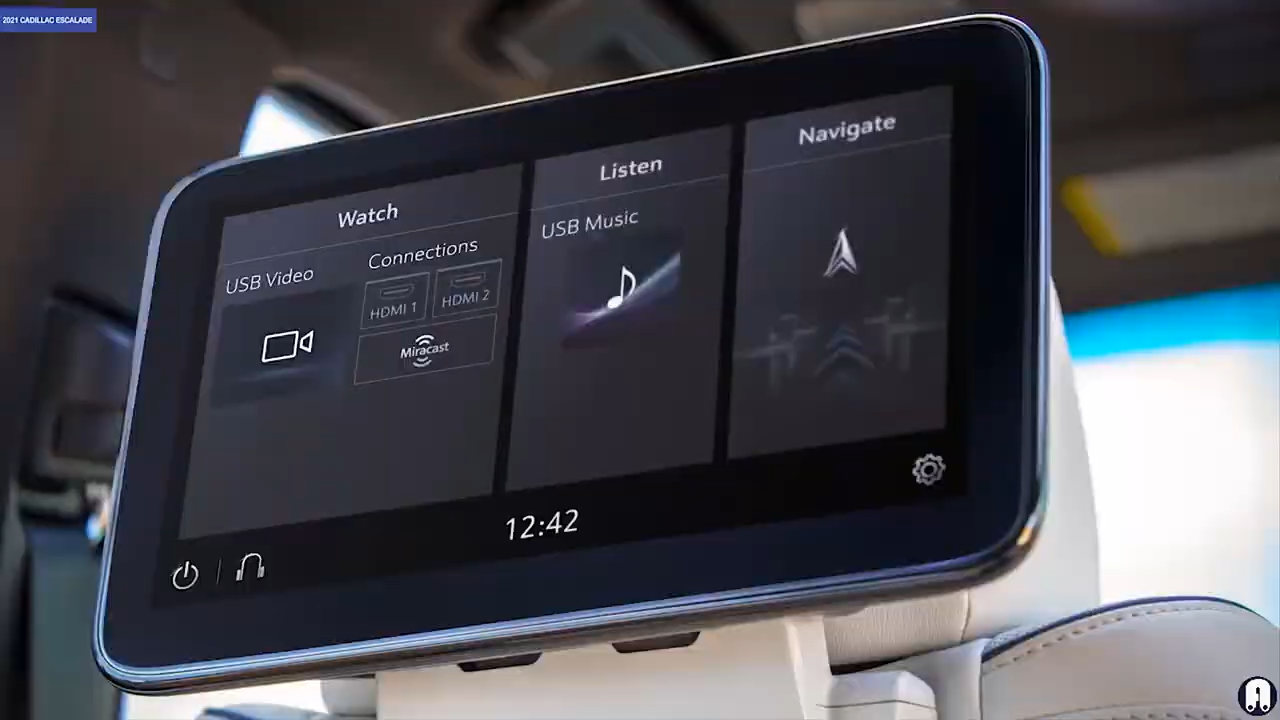 2021 CADILLAC ESCALADE
Watch
USB Video
Connections
HDMI 1
HDMI 2
Miracast
Listen
USB Music
Navigate
12:42